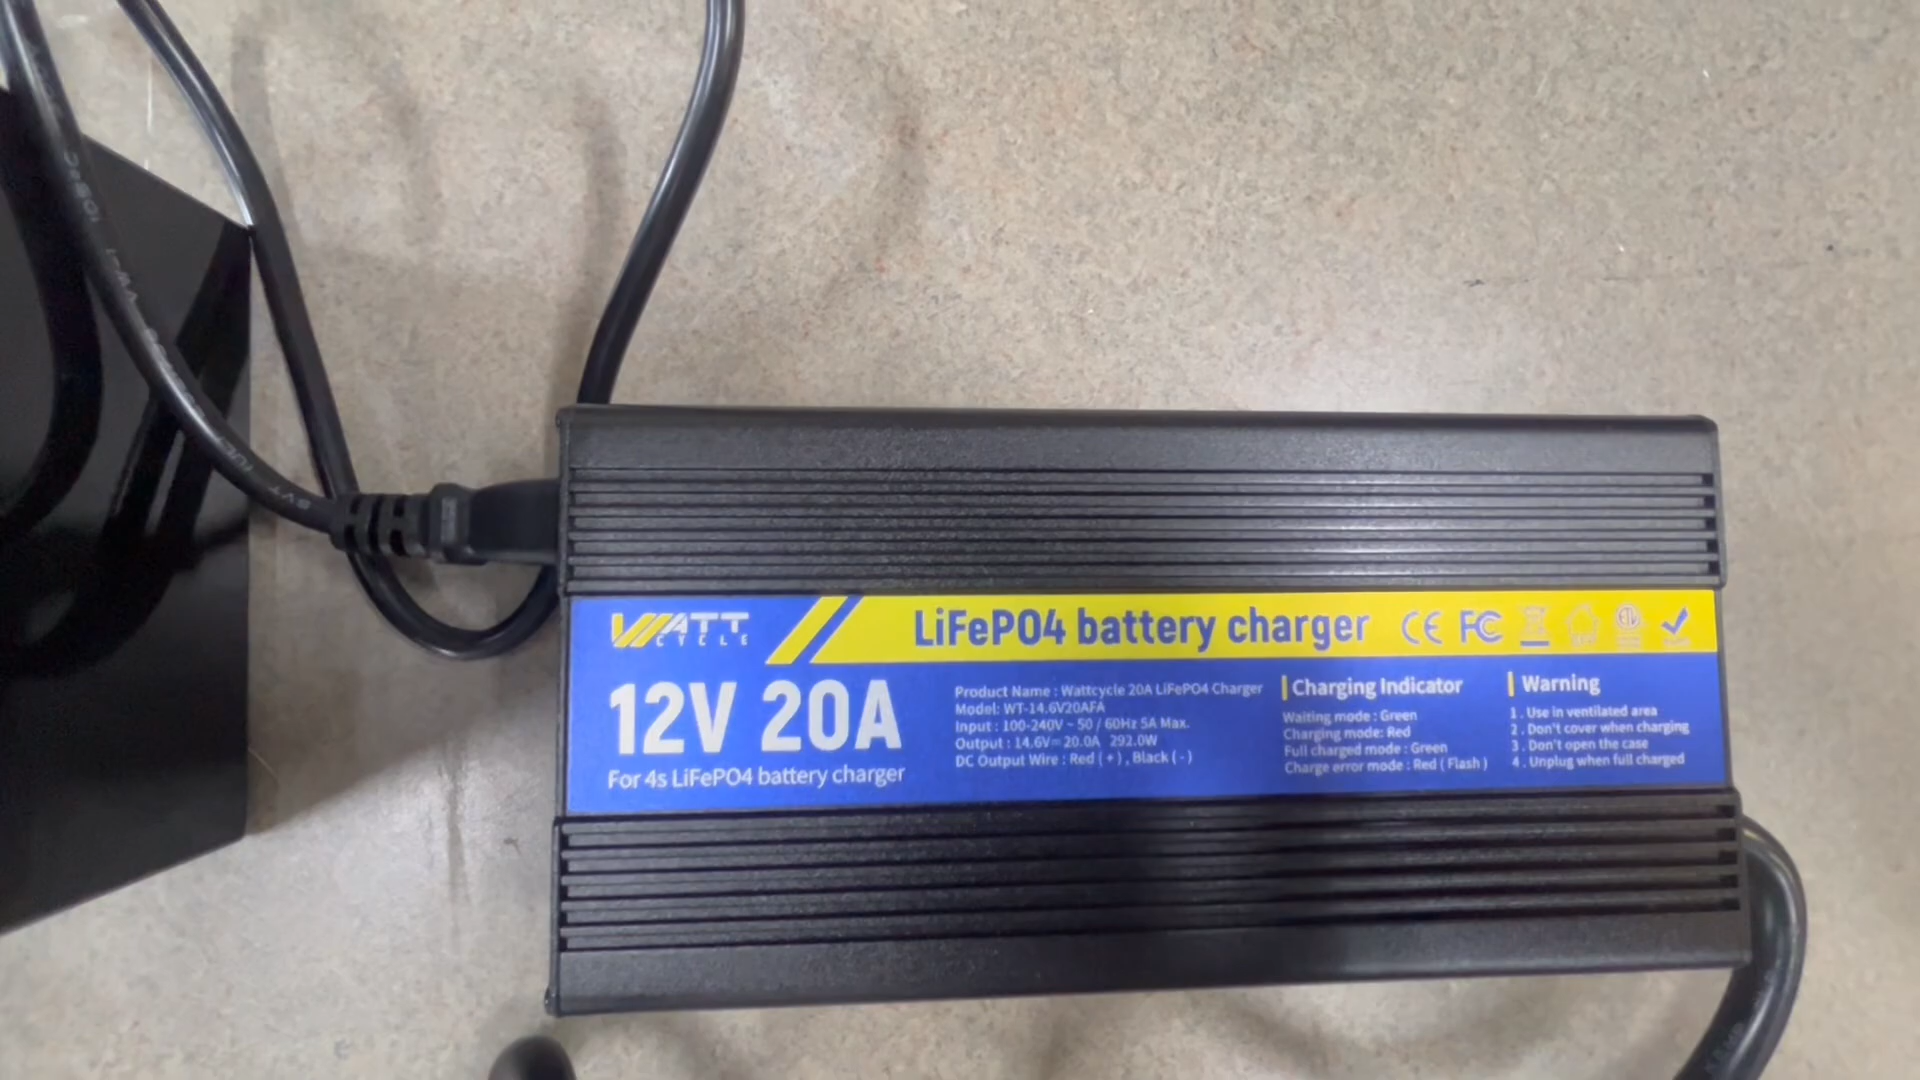 WATT
CYCLE
LiFePO4 battery charger
CE FC
12V 20A
For 4s LiFePO4 battery charger
Product Name : Wattcycle 20A LiFePO4 Charger
Model: WT-14.6V20AFA
Input : 100-240V ~ 50 / 60Hz 5A Max.
Output : 14.6V⎓20.0A 292.0W
DC Output Wire : Red ( + ) , Black ( - )
Charging Indicator
Waiting mode : Green
Charging mode: Red
Full charged mode : Green
Charge error mode : Red ( Flash )
Warning
1 . Use in ventilated area
2 . Don't cover when charging
3 . Don't open the case
4 . Unplug when full charged